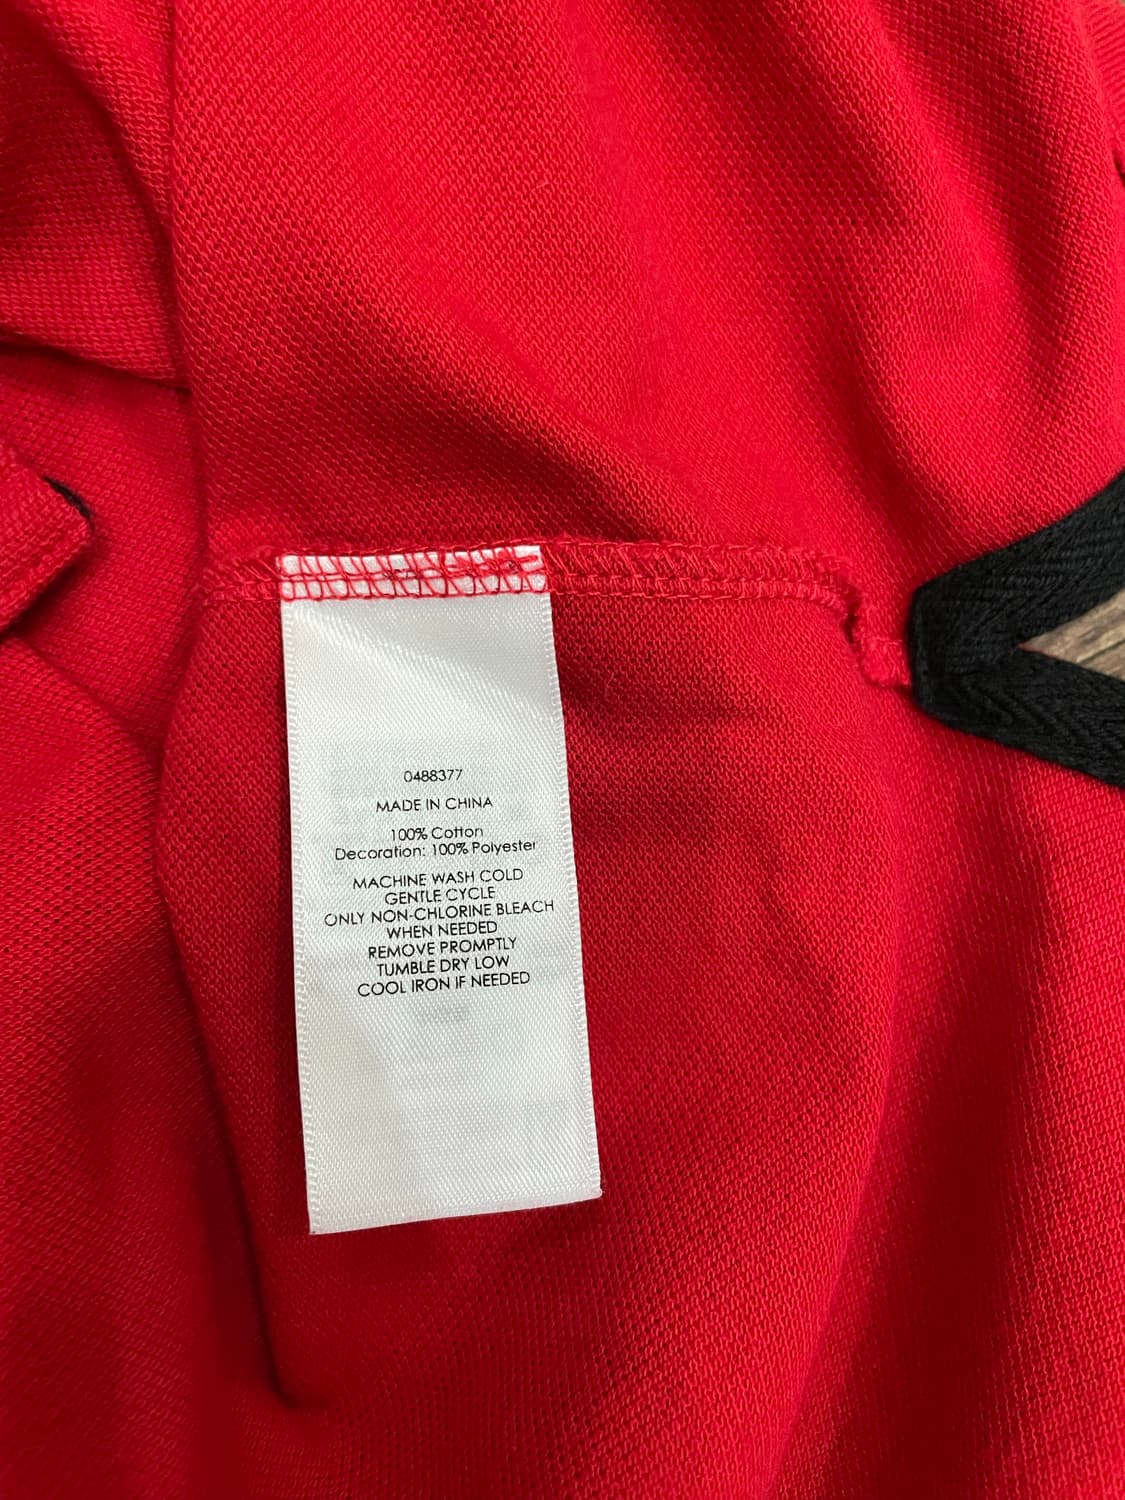 0488377
MADE IN CHINA
100% Cotton
Decoration: 100% Polyester
MACHINE WASH COLD
GENTLE CYCLE
ONLY NON-CHLORINE BLEACH
WHEN NEEDED
REMOVE PROMPTLY
TUMBLE DRY LOW
COOL IRON IF NEEDED